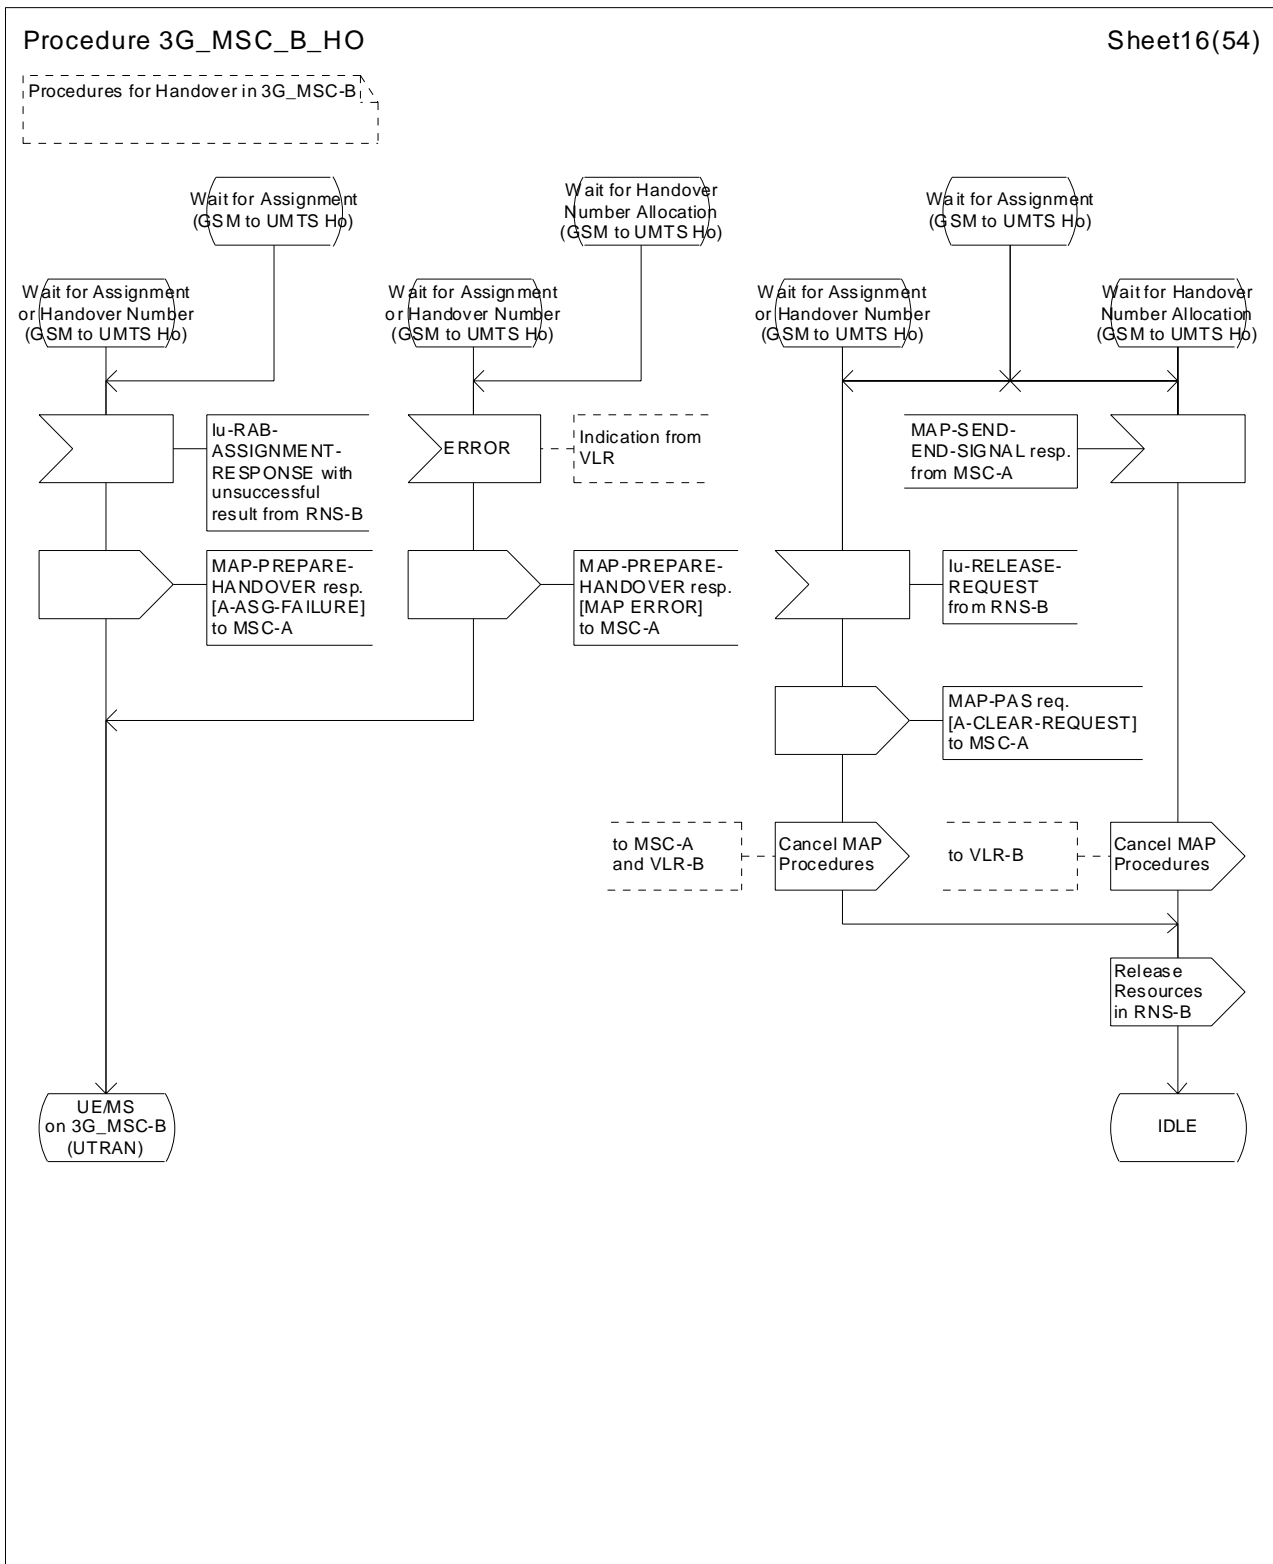 Procedure 3G_MSC_B_HO
Sheet16(54)
Procedures for Handover in 3G_MSC-B
Wait for Assignment
(GSM to UMTS Ho)
Wait for Handover
Number Allocation
(GSM to UMTS Ho)
Wait for Assignment
(GSM to UMTS Ho)
Wait for Assignment
or Handover Number
(GSM to UMTS Ho)
Wait for Assignment
or Handover Number
(GSM to UMTS Ho)
Wait for Assignment
or Handover Number
(GSM to UMTS Ho)
Wait for Handover
Number Allocation
(GSM to UMTS Ho)
Iu-RAB-
ASSIGNMENT-
RESPONSE with
unsuccessful
result from RNS-B
ERROR
Indication from
VLR
MAP-SEND-
END-SIGNAL resp.
from MSC-A
MAP-PREPARE-
HANDOVER resp.
[A-ASG-FAILURE]
to MSC-A
MAP-PREPARE-
HANDOVER resp.
[MAP ERROR]
to MSC-A
Iu-RELEASE-
REQUEST
from RNS-B
MAP-PAS req.
[A-CLEAR-REQUEST]
to MSC-A
to MSC-A
and VLR-B
Cancel MAP
Procedures
to VLR-B
Cancel MAP
Procedures
Release
Resources
in RNS-B
UE/MS
on 3G_MSC-B
(UTRAN)
IDLE